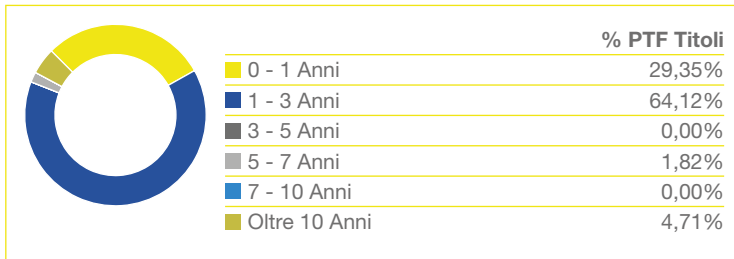 % PTF Titoli
0 - 1 Anni 29,35%
1 - 3 Anni 64,12%
3 - 5 Anni 0,00%
5 - 7 Anni 1,82%
7 - 10 Anni 0,00%
Oltre 10 Anni 4,71%